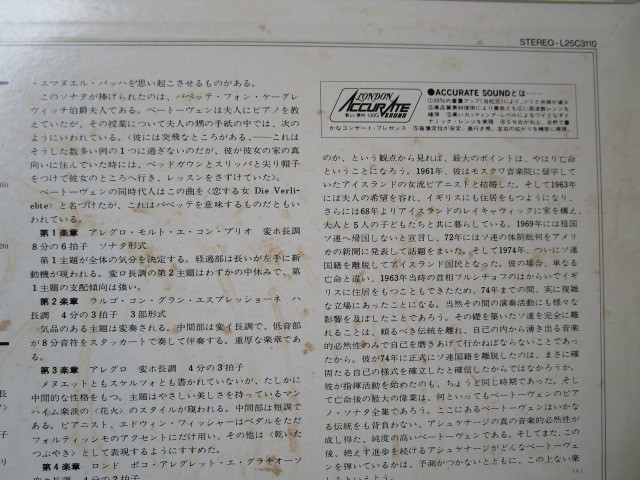 STEREO・L25C3110
・エマヌエル・バッハを思い起こさせるものがある。
このソナタが捧げられたのは、バベッテ・フォン・ケーグレ
ヴィッチ伯爵夫人である。ベートーヴェンは夫人にピアノを教
えていたが、その授業について夫人の甥の手紙の中では、次の
ようにいわれている。〈彼には突飛なところがある。――これは
そうした数多い例の1つに過ぎないのだが、彼が彼女の家の真
向いに住んでいた時には、ベッドガウンとスリッパと尖り帽子
をつけて彼女のところへ行き、レッスンをさずけていた〉。
ベートーヴェンの同時代人はこの曲を〈恋する女 Die Verli-
ebte〉と名づけたが、これはバベッテを意味するものだともい
われている。
第1楽章 アレグロ・モルト・エ・コン・ブリオ 変ホ長調
8分の6拍子 ソナタ形式
第1主題が全体の気分を決定する。経過部は長いが左手に新
動機が現われる。変ロ長調の第2主題はわずかの中休みで、第
1主題の支配傾向は強い。
第2楽章 ラルゴ・コン・グラン・エスプレッショーネ ハ
長調 4分の3拍子 3部形式
気品のある主題は変奏される。中間部は変イ長調で、低音部
が8分音符をスタッカートで奏して伴奏する。重厚な楽章であ
る。
第3楽章 アレグロ 変ホ長調 4分の3拍子
メヌエットともスケルツォとも書かれていないが、たしかに
中間的な性格をもつ。主題はやさしい美しさを持っているマン
ハイム楽派の〈花火〉のスタイルが窺われる。中間部は短調で
ある。ピアニスト、エドウィン・フィッシャーはペダルをただ
フォルティッシモのアクセントにだけ用い、その他は〈乾いた
つぶやき〉として表現するようにすすめた。
第4楽章 ロンド ポコ・アレグレット・エ・グラチオーソ
変ホ長調 4分の2拍子
LONDON
ACCURATE
SOUND
●ACCURATE SOUNDとは……
かなコンサート・プレゼンス
のか、という観点から見れば、最大のポイントは、やはり亡命
ということになろう。1961年、彼はモスクワ音楽院に留学して
いたアイスランドの女流ピアニストと結婚した。そして1963年
には夫人の希望を容れ、イギリスにも住居をもつようになり、
さらには68年よりアイスランドのレイキャヴィックに家を構え、
夫人と5人の子どもたちと共に暮らしている。1969年には祖国
ソ連へ帰国しないと宣言し、72年にはソ連の体制批判をアメリ
カの新聞に発表して話題をまいた。そして1974年、ついにソ連
国籍を離脱してアイスランド国民となった。彼の場合、単なる
亡命と違い、1963年当時の首相フルシチョフのはからいでイギ
リスに住居をもつこともできたため、74年までの間、実に複雑
な立場にあったことになる。当然その間の演奏活動にも様々な
影響を及ぼしたことであろう。その礎を築いたソ連を完全に離
れることは、頼るべき伝統を離れ、自己の内から湧き出る音楽
的必然性のみで自己を磨きあげて行かねばならないことであっ
たから。彼が74年に正式にソ連国籍を離脱したのは、まさに確
固たる自己の様式を確立したと確信したからではなかろうか。
彼が指揮活動を始めたのも、ちょうど同じ時期であった。そし
て亡命後の最大の偉業は、何といってもベートーヴェンのピア
ノ・ソナタ全集であろう。ここにあるベートーヴェンはいかな
る伝統をも背負わない、アシュケナージの真の音楽的必然性が
成し得た、純度の高いベートーヴェンである。そしてまた、この
後、絶えず進歩を続けるアシュケナージがどんなベートーヴェ
ンを弾いているかは、予測がつかないとともに、この上ない楽